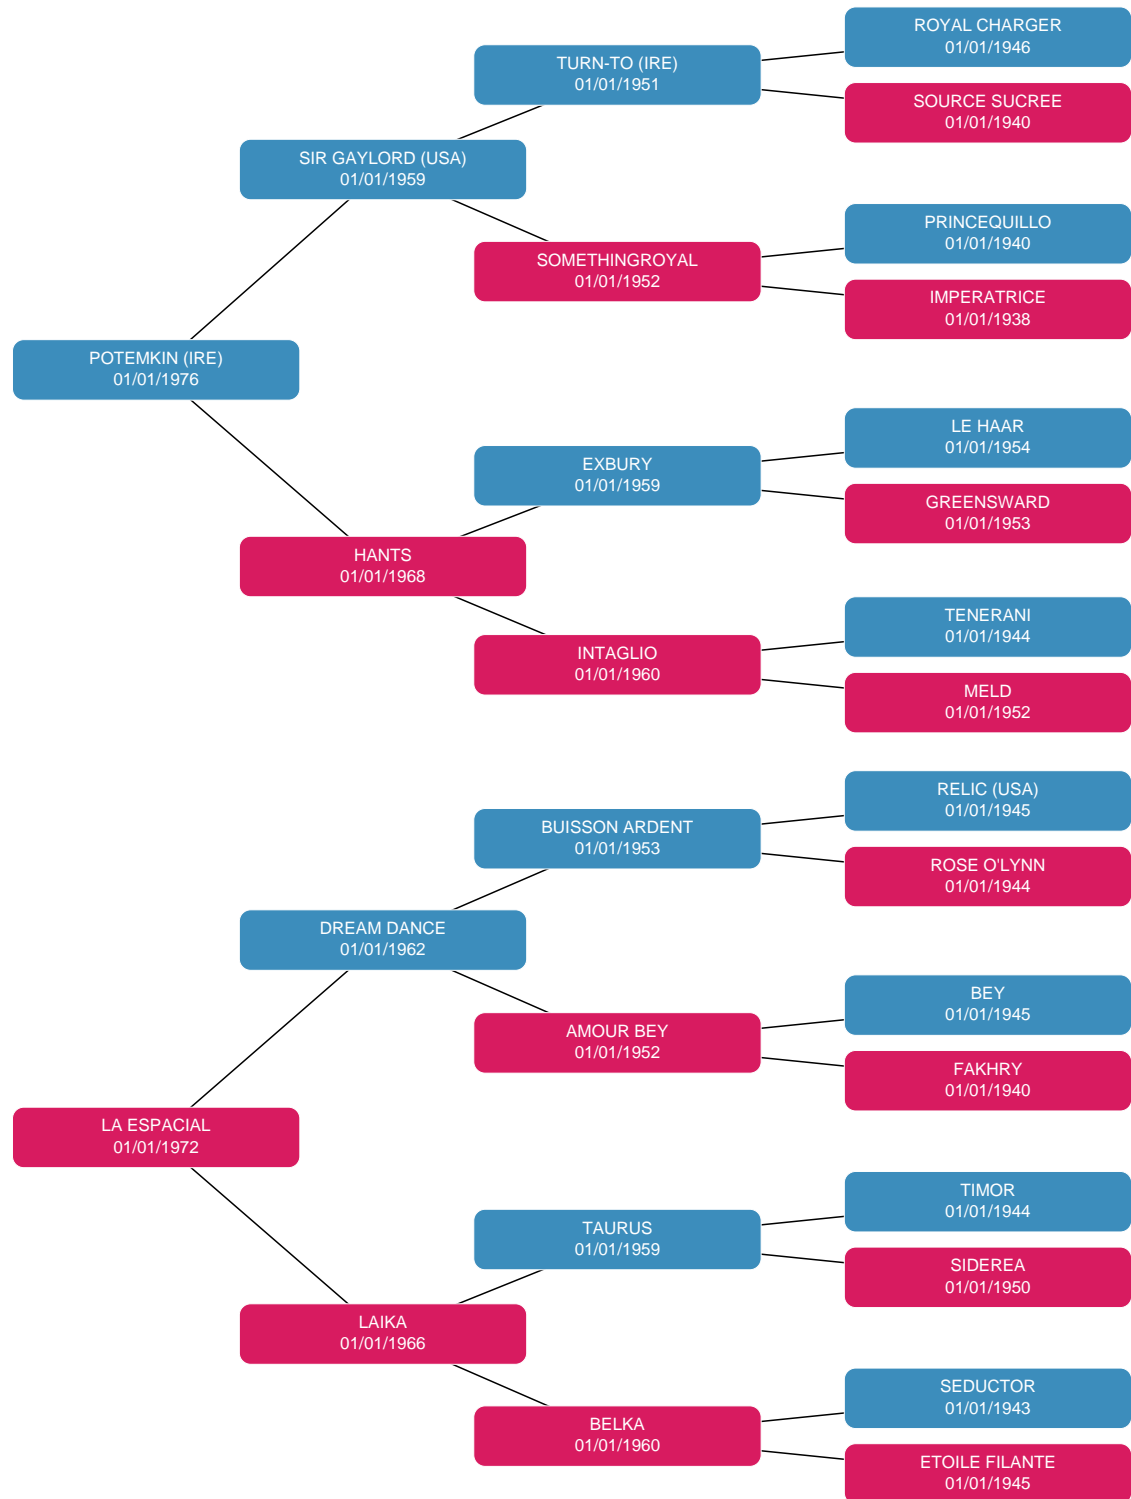 ROYAL CHARGER
01/01/1946
TURN-TO (IRE)
01/01/1951
SOURCE SUCREE
01/01/1940
SIR GAYLORD (USA)
01/01/1959
PRINCEQUILLO
01/01/1940
SOMETHINGROYAL
01/01/1952
IMPERATRICE
01/01/1938
POTEMKIN (IRE)
01/01/1976
LE HAAR
01/01/1954
EXBURY
01/01/1959
GREENSWARD
01/01/1953
HANTS
01/01/1968
TENERANI
01/01/1944
INTAGLIO
01/01/1960
MELD
01/01/1952
RELIC (USA)
01/01/1945
BUISSON ARDENT
01/01/1953
ROSE O'LYNN
01/01/1944
DREAM DANCE
01/01/1962
BEY
01/01/1945
AMOUR BEY
01/01/1952
FAKHRY
01/01/1940
LA ESPACIAL
01/01/1972
TIMOR
01/01/1944
TAURUS
01/01/1959
SIDEREA
01/01/1950
LAIKA
01/01/1966
SEDUCTOR
01/01/1943
BELKA
01/01/1960
ETOILE FILANTE
01/01/1945